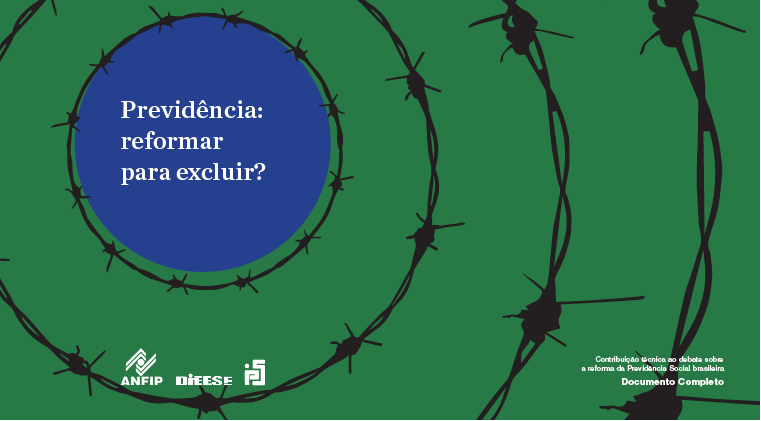 Previdência:
reformar
para excluir?
ANFIP
DIEESE
Contribuição técnica ao debate sobre
a reforma da Previdência Social brasileira
Documento Completo